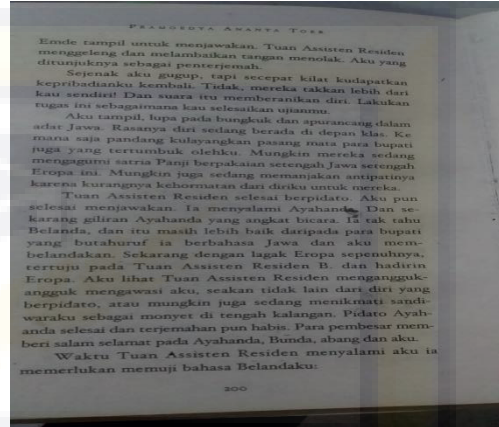 PRAMOEDYA ANANTA TOER
Emde tampil untuk menjawakan. Tuan Assisten Residen
menggeleng dan melambaikan tangan menolak. Aku yang
ditunjuknya sebagai penterjemah.
Sejenak aku gugup, tapi secepat kilat kudapatkan
kepribadianku kembali. Tidak, mereka takkan lebih dari
kau sendiri! Dan suara itu memberanikan diri. Lakukan
tugas ini sebagaimana kau selesaikan ujianmu.
Aku tampil, lupa pada bungkuk dan apurancang dalam
adat Jawa. Rasanya diri sedang berada di depan klas. Ke
mana saja pandang kulayangkan pasang mata para bupati
juga yang tertumbuk olehku. Mungkin mereka sedang
mengagumi satria Panji berpakaian setengah Jawa setengah
Eropa ini. Mungkin juga sedang memanjakan antipatinya
karena kurangnya kehormatan dari diriku untuk mereka.
Tuan Assisten Residen selesai berpidato. Aku pun
selesai menjawakan. Ia menyalami Ayahanda. Dan se-
karang giliran Ayahanda yang angkat bicara. Ia tak tahu
Belanda, dan itu masih lebih baik daripada para bupati
yang butahuruf ia berbahasa Jawa dan aku mem-
belandakan. Sekarang dengan lagak Eropa sepenuhnya,
tertuju pada Tuan Assisten Residen B. dan hadirin
Eropa. Aku lihat Tuan Assisten Residen mengangguk-
angguk mengawasi aku, seakan tidak lain dari diri yang
berpidato, atau mungkin juga sedang menikmati sandi-
waraku sebagai monyet di tengah kalangan. Pidato Ayah-
anda selesai dan terjemahan pun habis. Para pembesar mem-
beri salam selamat pada Ayahanda, Bunda, abang dan aku.
Waktu Tuan Assisten Residen menyalami aku ia
memerlukan memuji bahasa Belandaku:
200